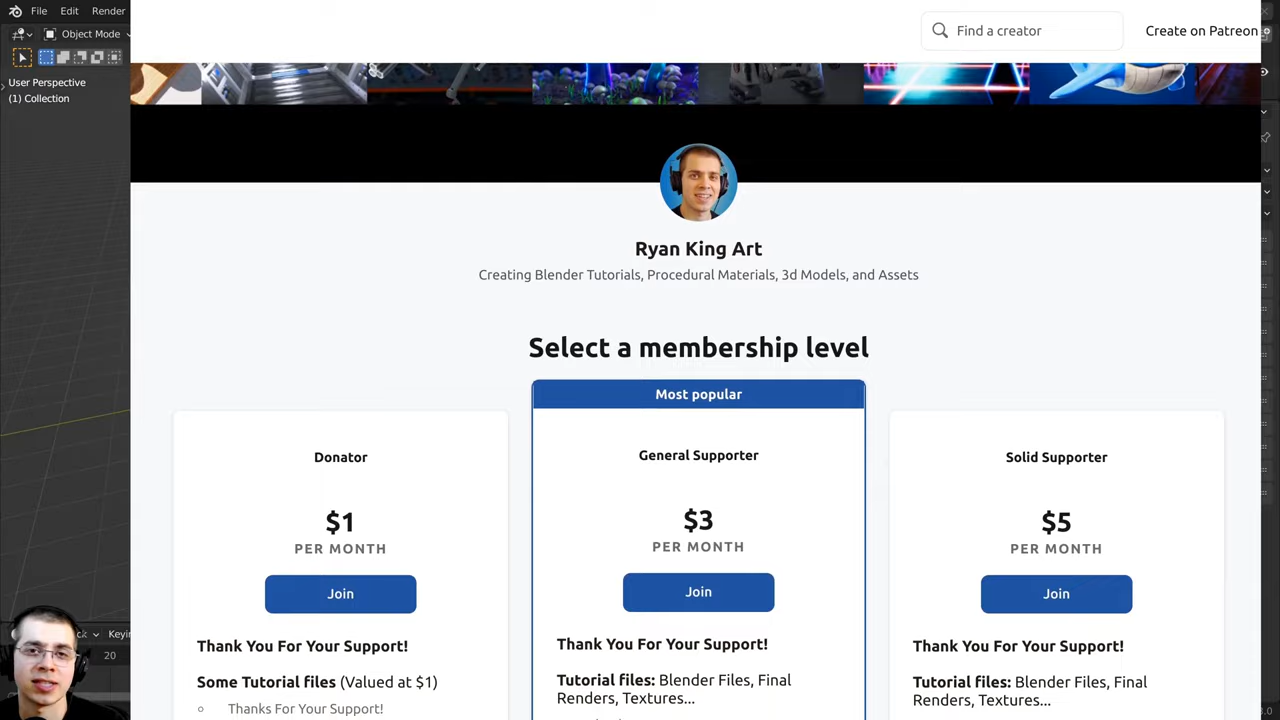 File Edit Render
Object Mode
User Perspective
(1) Collection
Find a creator
Create on Patreon
Ryan King Art
Creating Blender Tutorials, Procedural Materials, 3d Models, and Assets
Select a membership level
Most popular
Donator
$1
PER MONTH
Join
Thank You For Your Support!
Some Tutorial files (Valued at $1)
Thanks For Your Support!
General Supporter
$3
PER MONTH
Join
Thank You For Your Support!
Tutorial files: Blender Files, Final
Renders, Textures...
Solid Supporter
$5
PER MONTH
Join
Thank You For Your Support!
Tutorial files: Blender Files, Final
Renders, Textures...
20